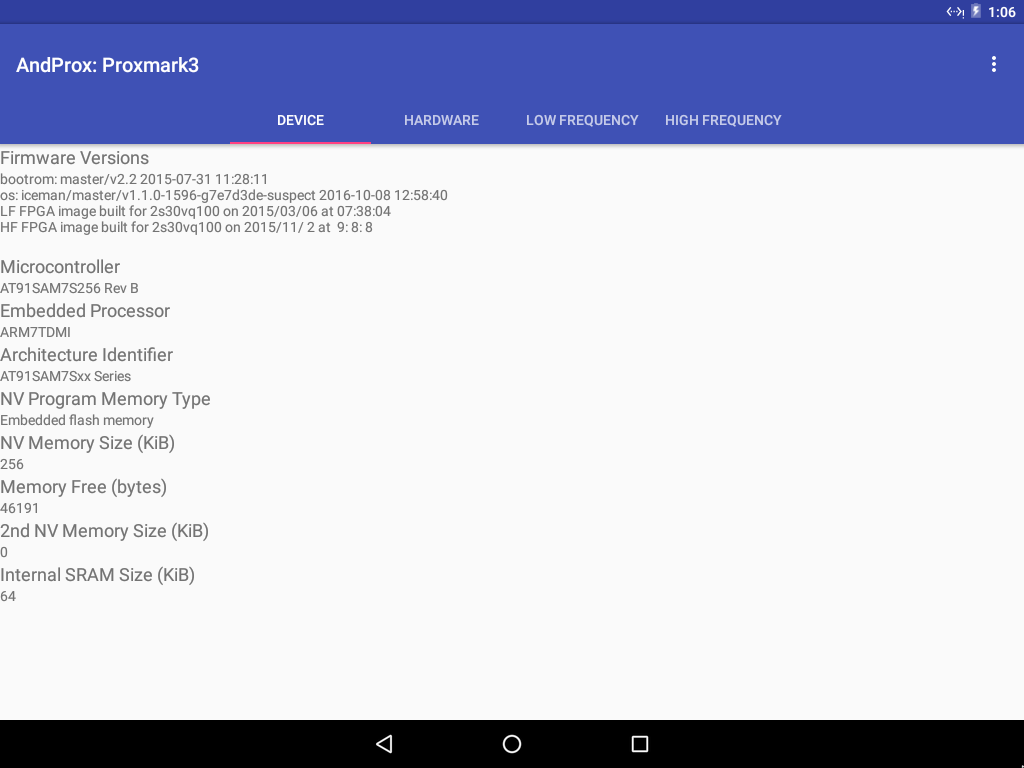 1:06
AndProx: Proxmark3
DEVICE HARDWARE LOW FREQUENCY HIGH FREQUENCY
Firmware Versions
bootrom: master/v2.2 2015-07-31 11:28:11
os: iceman/master/v1.1.0-1596-g7e7d3de-suspect 2016-10-08 12:58:40
LF FPGA image built for 2s30vq100 on 2015/03/06 at 07:38:04
HF FPGA image built for 2s30vq100 on 2015/11/ 2 at  9: 8: 8
Microcontroller
AT91SAM7S256 Rev B
Embedded Processor
ARM7TDMI
Architecture Identifier
AT91SAM7Sxx Series
NV Program Memory Type
Embedded flash memory
NV Memory Size (KiB)
256
Memory Free (bytes)
46191
2nd NV Memory Size (KiB)
0
Internal SRAM Size (KiB)
64